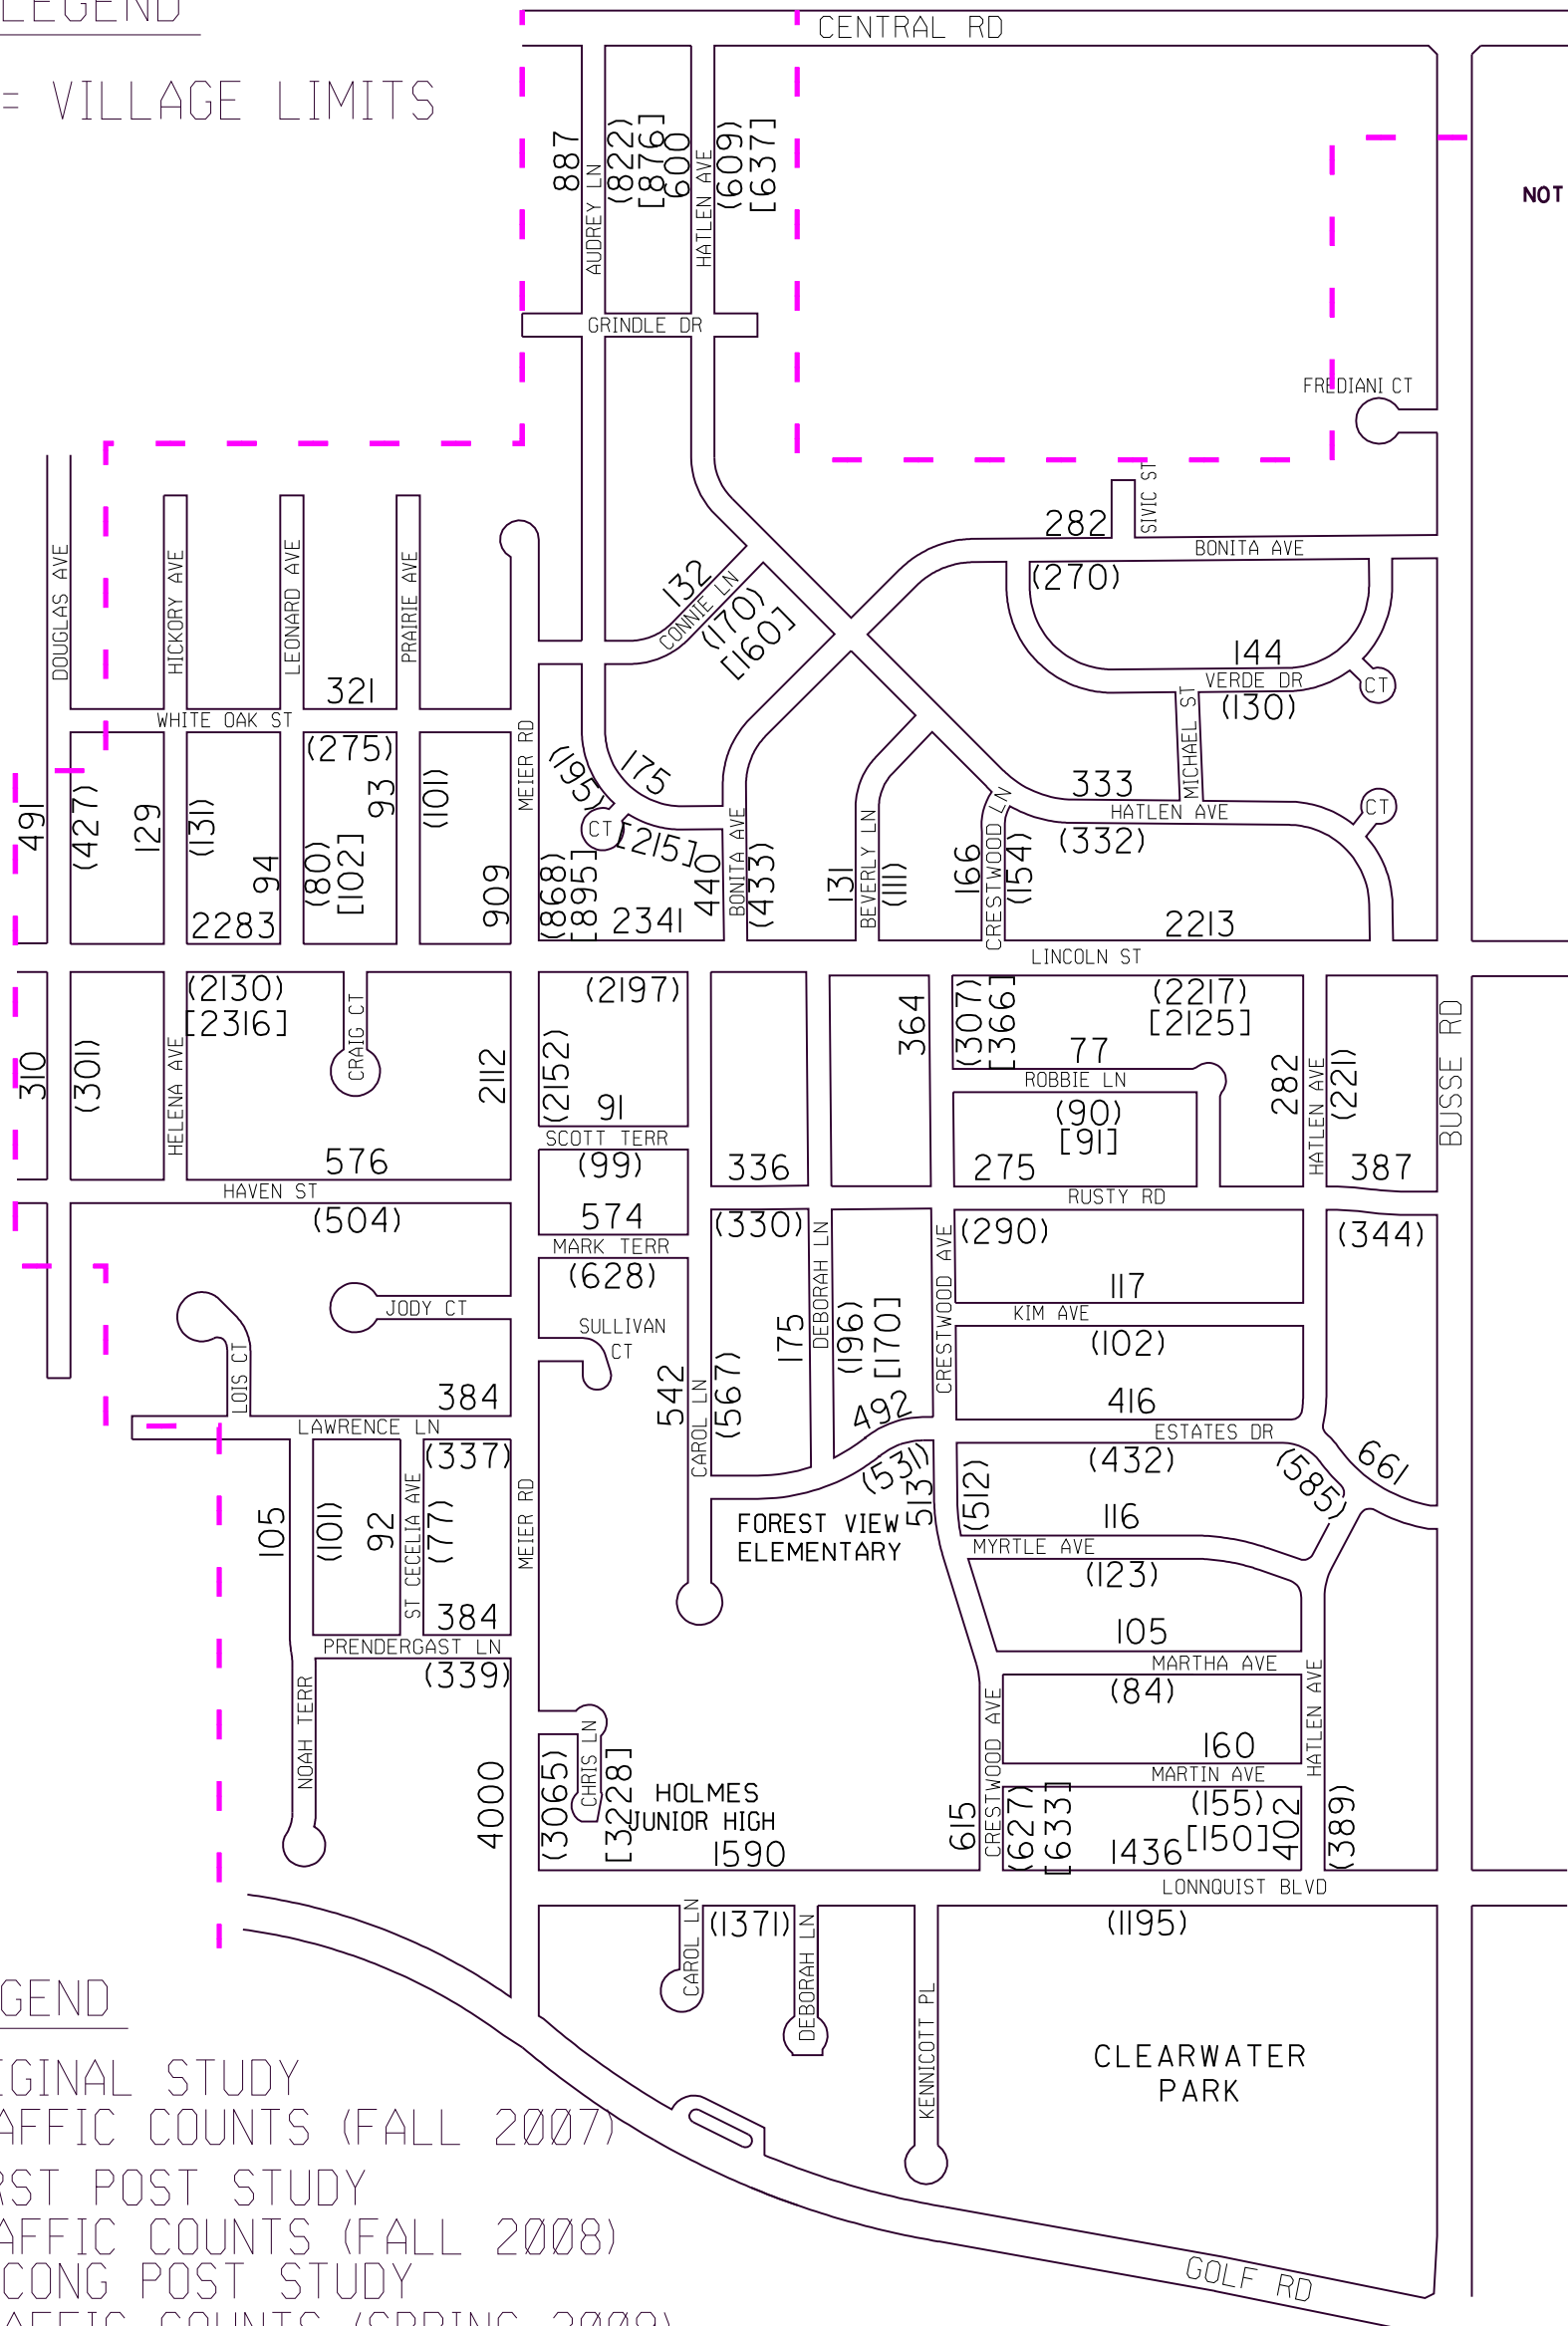 LEGEND
= VILLAGE LIMITS
CENTRAL RD
NOT
887
AUDREY LN
(822)
[876]
600
HATLEN AVE
(609)
[637]
GRINDLE DR
FREDIANI CT
SIVIC ST
282
BONITA AVE
(270)
132
CONNIE LN
(170)
[160]
DOUGLAS AVE
HICKORY AVE
LEONARD AVE
PRAIRIE AVE
144
VERDE DR
(130)
CT
MICHAEL ST
321
WHITE OAK ST
(275)
MEIER RD
(195)
175
CT
[215]
333
HATLEN AVE
(332)
CT
491
(427)
129
(131)
94
(80)
[102]
93
(101)
909
(868)
[895]
440
BONITA AVE
(433)
131
BEVERLY LN
(111)
166
CRESTWOOD LN
(154)
2283
2341
2213
LINCOLN ST
(2130)
[2316]
CRAIG CT
(2197)
364
(307)
[366]
(2217)
[2125]
BUSSE RD
310
(301)
HELENA AVE
2112
(2152)
91
SCOTT TERR
(99)
77
ROBBIE LN
(90)
[91]
282
HATLEN AVE
(221)
576
HAVEN ST
(504)
336
(330)
275
RUSTY RD
(290)
387
(344)
574
MARK TERR
(628)
JODY CT
SULLIVAN
CT
LOIS CT
DEBORAH LN
175
(196)
[170]
CRESTWOOD AVE
117
KIM AVE
(102)
542
CAROL LN
(567)
384
LAWRENCE LN
(337)
492
(531)
416
ESTATES DR
(432)
(585)
661
105
(101)
92
ST CECELIA AVE
(77)
MEIER RD
FOREST VIEW
ELEMENTARY
513
(512)
116
MYRTLE AVE
(123)
384
PRENDERGAST LN
(339)
105
MARTHA AVE
(84)
NOAH TERR
CRESTWOOD AVE
HATLEN AVE
160
MARTIN AVE
(155)
[150]
4000
(3065)
CHRIS LN
[3228]
HOLMES
JUNIOR HIGH
1590
615
(627)
[633]
1436
402
(389)
LONNQUIST BLVD
CAROL LN
(1371)
DEBORAH LN
KENNICOTT PL
(1195)
CLEARWATER
PARK
GOLF RD
GEND
IGINAL STUDY
AFFIC COUNTS (FALL 2007)
RST POST STUDY
AFFIC COUNTS (FALL 2008)
CONG POST STUDY
AFFIC COUNTS (SPRING 2009)